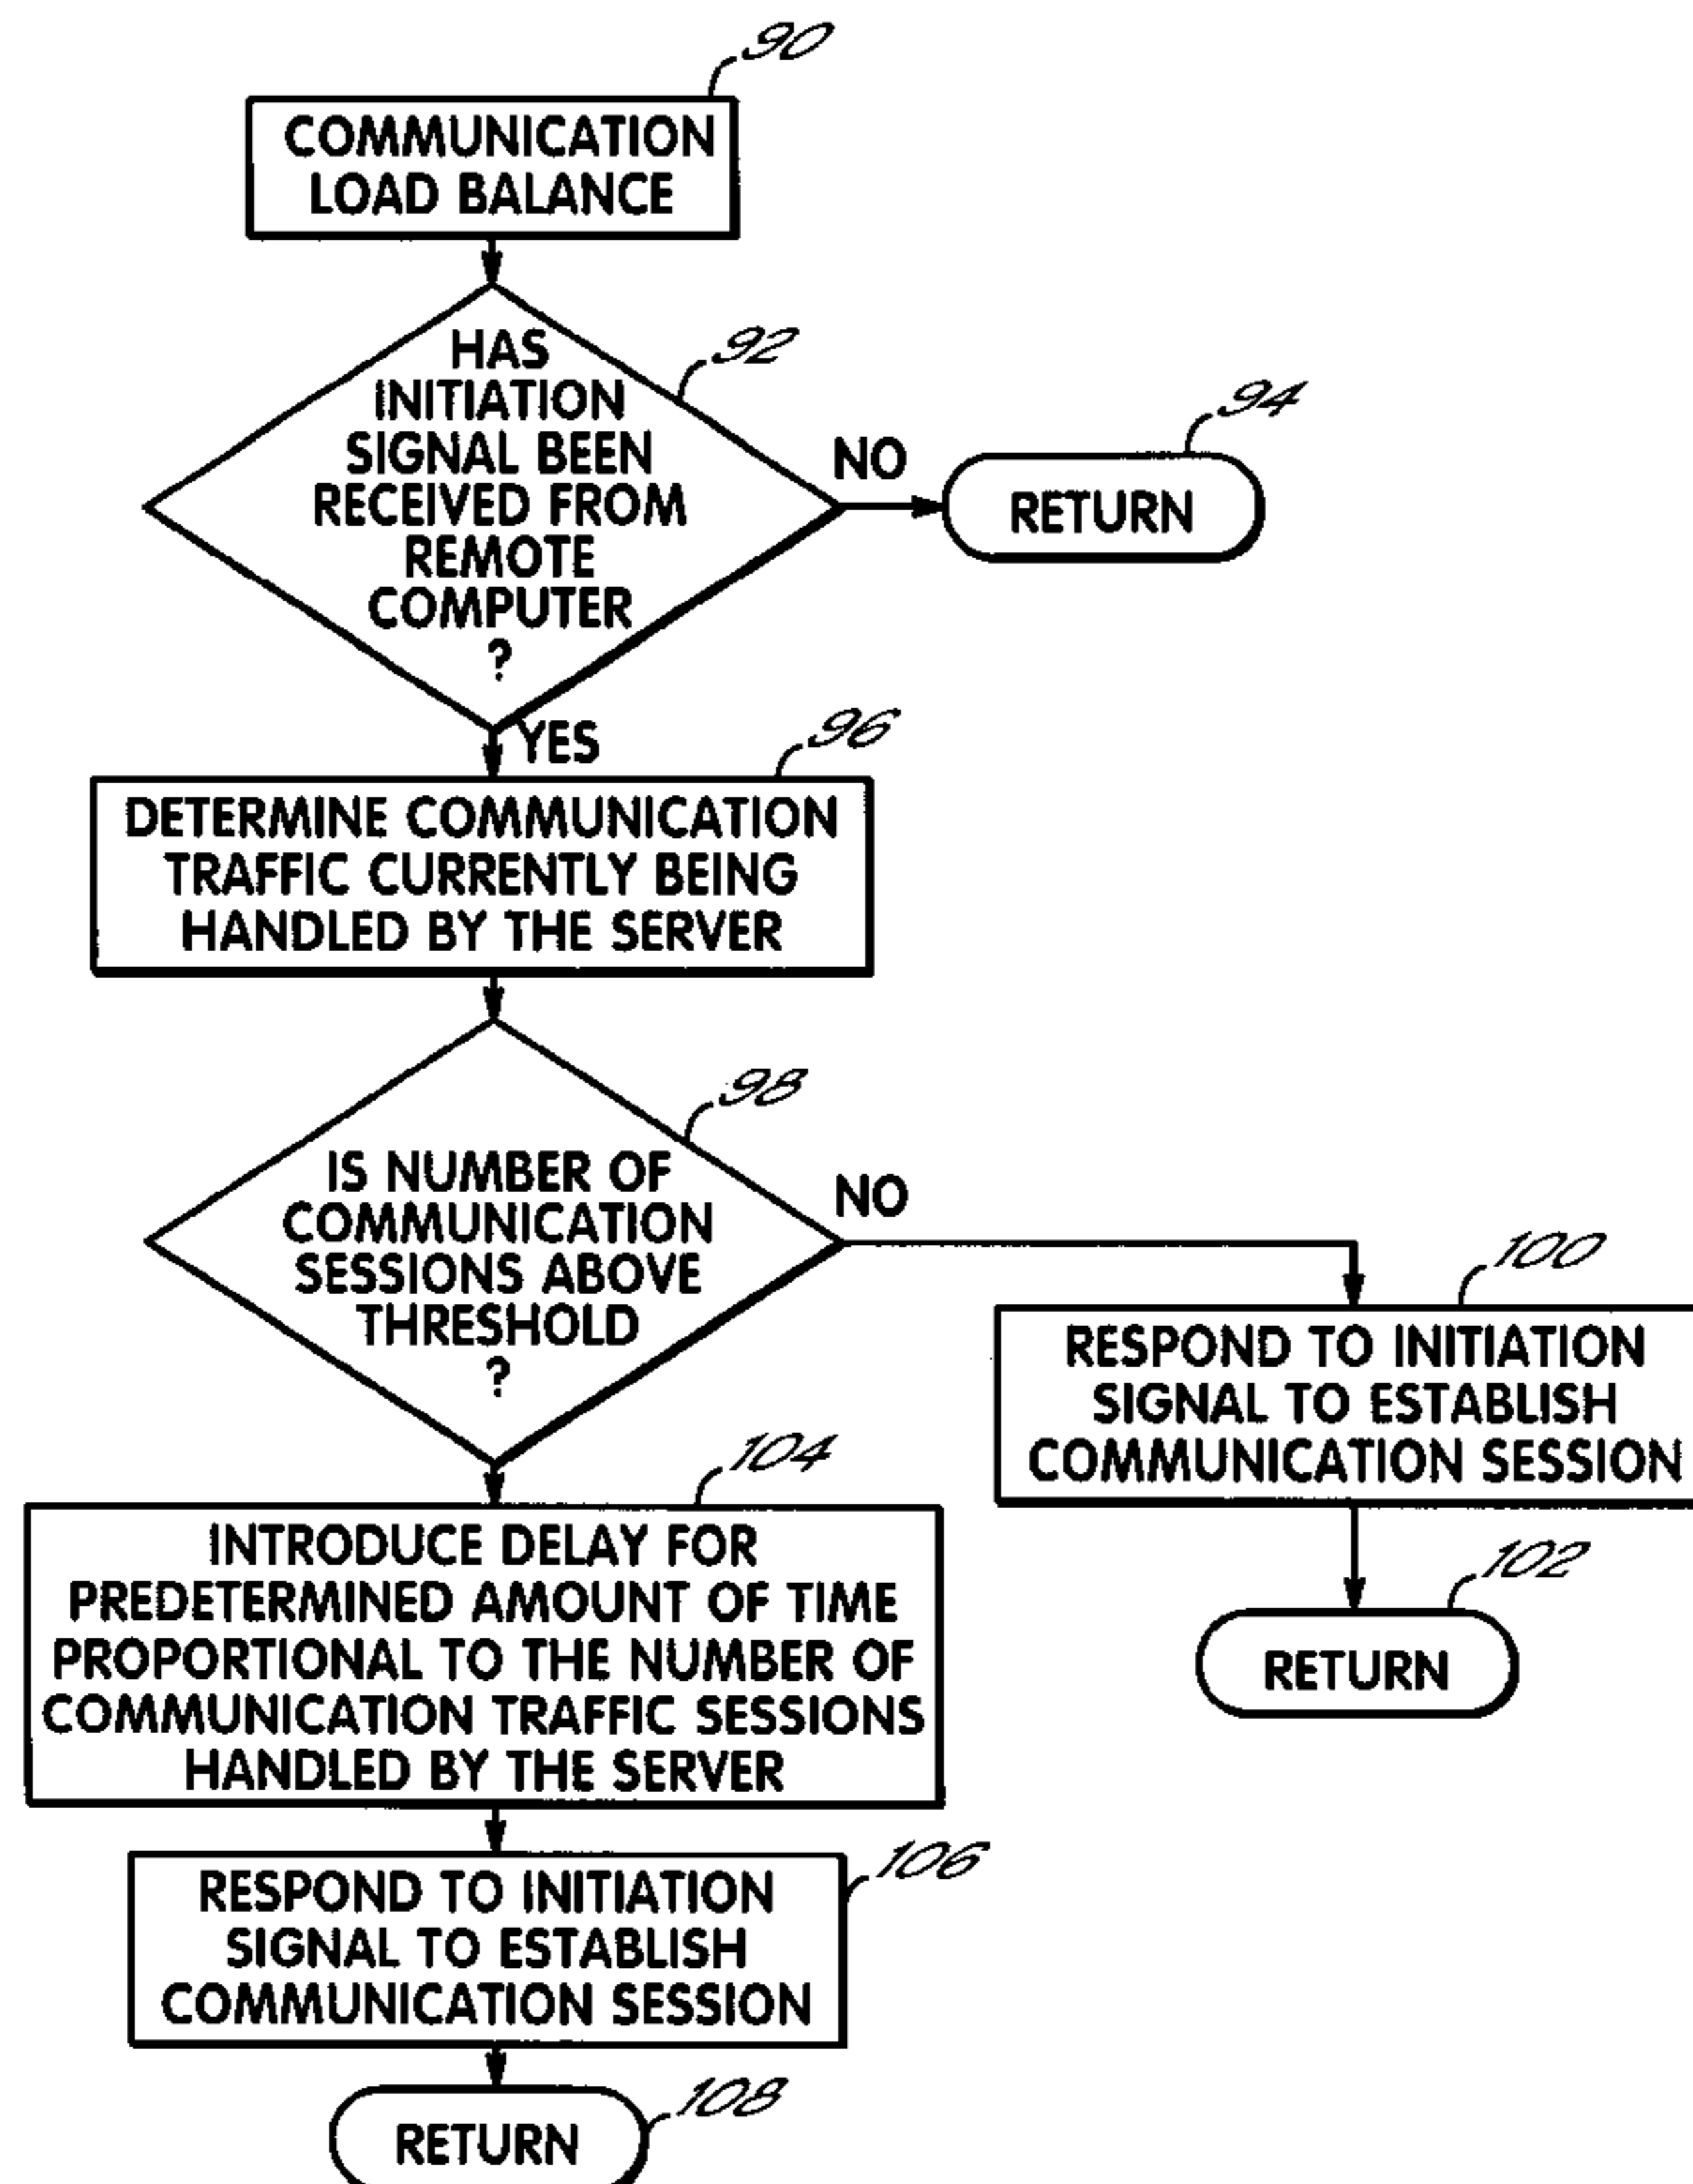 90
COMMUNICATION
LOAD BALANCE
HAS
INITIATION
SIGNAL BEEN
RECEIVED FROM
REMOTE
COMPUTER
?
92
NO
94
RETURN
YES
96
DETERMINE COMMUNICATION
TRAFFIC CURRENTLY BEING
HANDLED BY THE SERVER
98
IS NUMBER OF
COMMUNICATION
SESSIONS ABOVE
THRESHOLD
?
NO
100
RESPOND TO INITIATION
SIGNAL TO ESTABLISH
COMMUNICATION SESSION
102
RETURN
104
INTRODUCE DELAY FOR
PREDETERMINED AMOUNT OF TIME
PROPORTIONAL TO THE NUMBER OF
COMMUNICATION TRAFFIC SESSIONS
HANDLED BY THE SERVER
106
RESPOND TO INITIATION
SIGNAL TO ESTABLISH
COMMUNICATION SESSION
108
RETURN